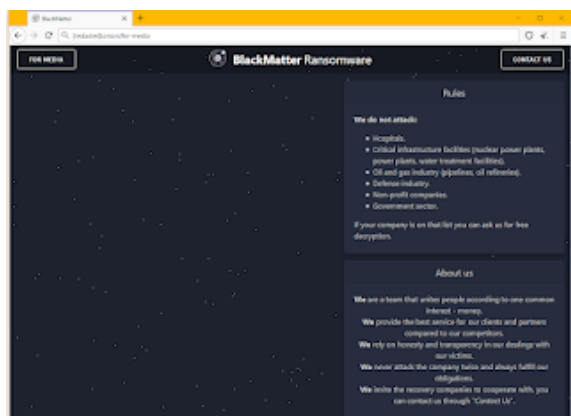 BlackMatter
FOR MEDIA
BlackMatter Ransomware
CONTACT US
Rules
We do not attack:
Hospitals.
Critical infrastructure facilities (nuclear power plants,
power plants, water treatment facilities).
Oil and gas industry (pipelines, oil refineries).
Defense industry.
Non-profit companies.
Government sector.
If your company is on that list you can ask us for free
decryption.
About us
We are a team that unites people according to one common
interest - money.
We provide the best service for our clients and partners
compared to our competitors.
We rely on honesty and transparency in our dealings with
our victims.
We never attack the company twice and always fulfill our
obligations.
We invite the recovery companies to cooperate with, you
can contact us through "Contact Us".